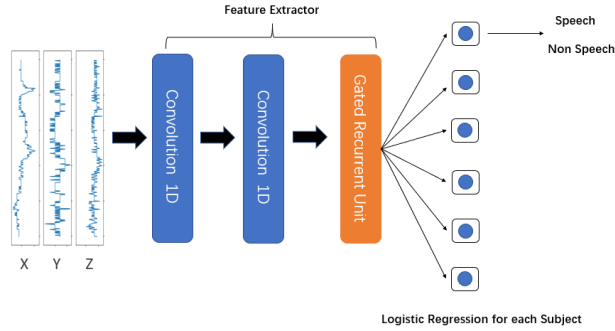 Feature Extractor
Speech
Non Speech
Convolution 1D
Convolution 1D
Gated Recurrent Unit
X Y Z
Logistic Regression for each Subject